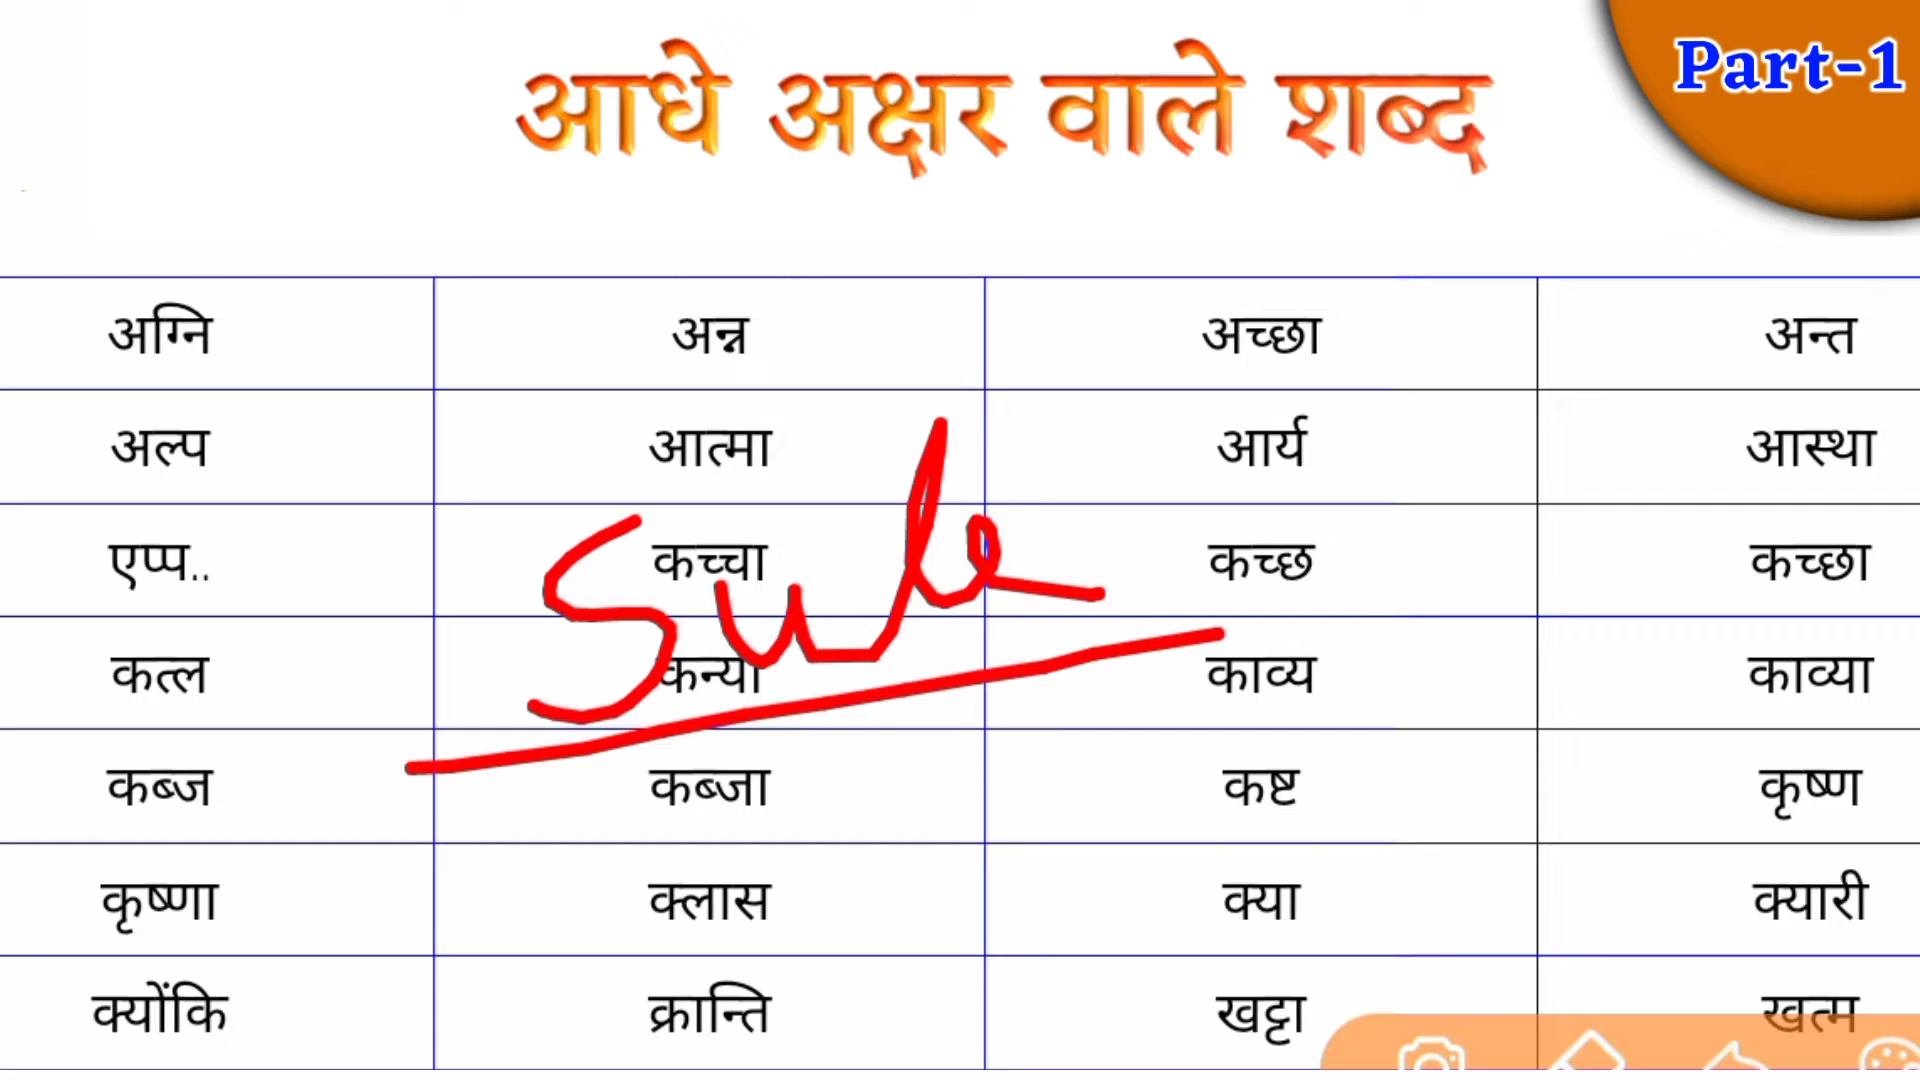 आधे अक्षर वाले शब्द
Part-1
अग्नि अन्न अच्छा अन्त
अल्प आत्मा आर्य आस्था
एप्प.. कच्चा कच्छ कच्छा
कत्ल कन्या काव्य काव्या
कब्ज कब्जा कष्ट कृष्ण
कृष्णा क्लास क्या क्यारी
क्योंकि क्रान्ति खट्टा खत्म